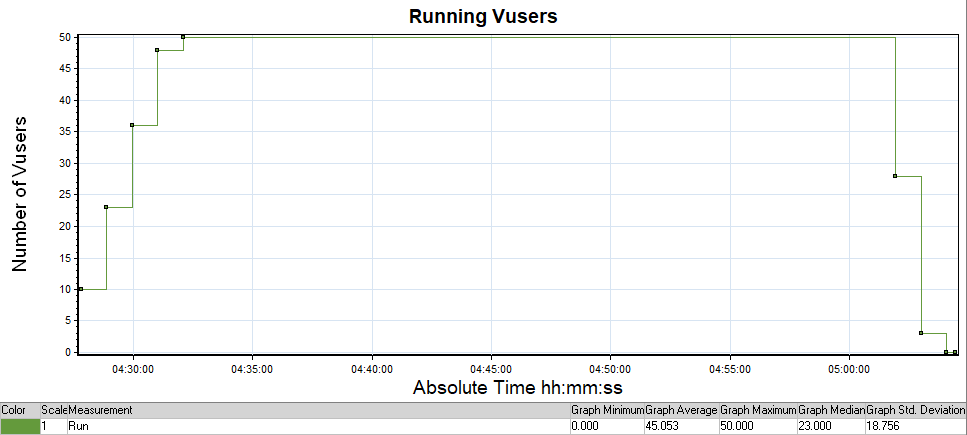 Running Vusers
Number of Vusers
50
45
40
35
30
25
20
15
10
5
0
04:30:00 04:35:00 04:40:00 04:45:00 04:50:00 04:55:00 05:00:00
Absolute Time hh:mm:ss
Color Scale Measurement Graph Minimum Graph Average Graph Maximum Graph Median Graph Std. Deviation
1 Run 0.000 45.053 50.000 23.000 18.756